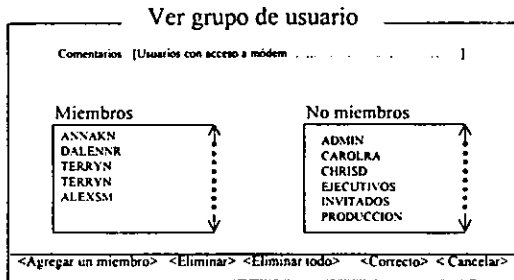 Ver grupo de usuario
Comentarios [Usuarios con acceso a módem ]
Miembros
ANNAKN
DALENNR
TERRYN
TERRYN
ALEXSM
No miembros
ADMIN
CAROLRA
CHRISD
EJECUTIVOS
INVITADOS
PRODUCCION
<Agregar un miembro> <Eliminar> <Eliminar todo> <Correcto> < Cancelar>